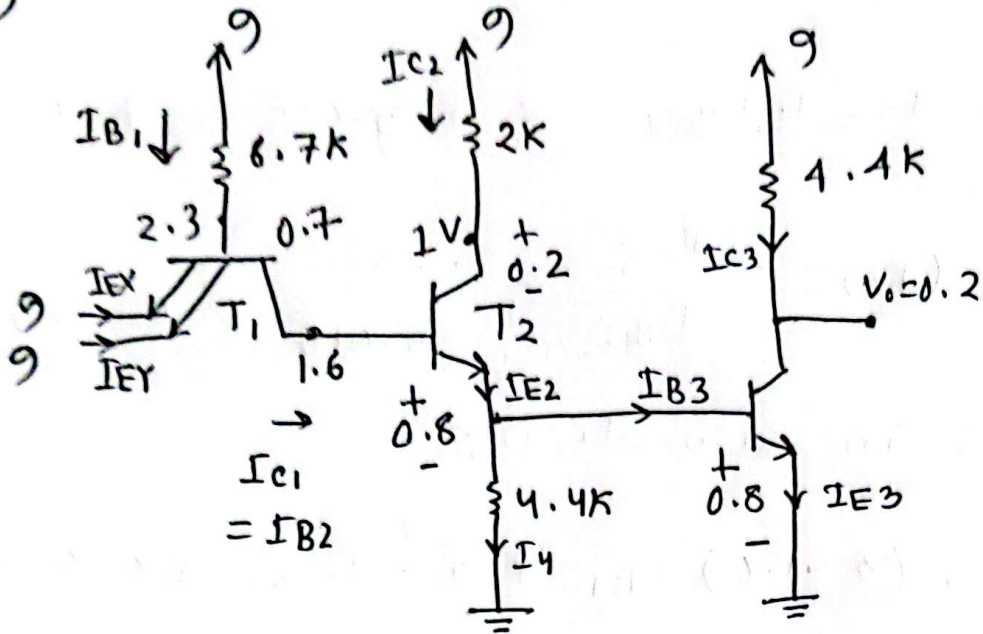 9
9
9
IC2
IB1
6.7K
2K
4.4K
2.3
0.7
1V
+
0.2
-
IC3
V0=0.2
9
IEX
T1
T2
9
IEY
1.6
IE2
IB3
+
0.8
-
IC1
= IB2
4.4K
I4
+
0.8
-
IE3